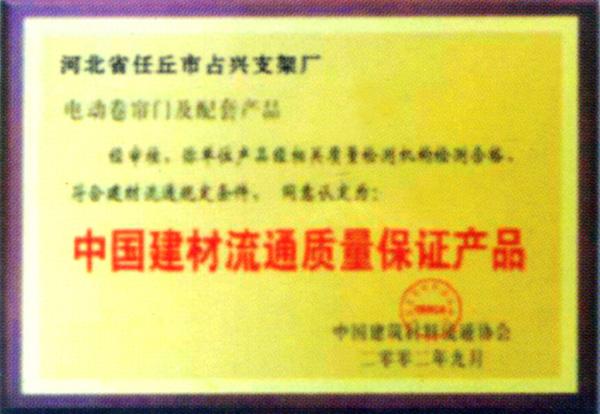 河北省任丘市占兴支架厂
电动卷帘门及配套产品
经审核、你单位产品经相关质量检测机构检测合格、
符合建材流通规定条件、 同意认定为：
中国建材流通质量保证产品
中国建筑材料流通协会
二零零二年九月